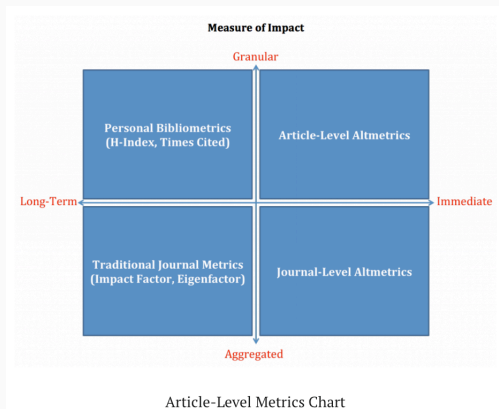 Measure of Impact
Granular
Personal Bibliometrics
(H-Index, Times Cited)
Article-Level Altmetrics
Long-Term
Immediate
Traditional Journal Metrics
(Impact Factor, Eigenfactor)
Journal-Level Altmetrics
Aggregated
Article-Level Metrics Chart